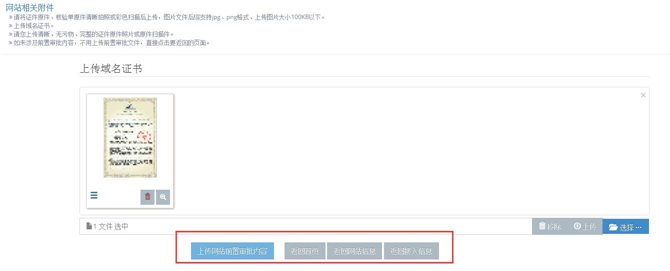 网站相关附件
» 请将证件原件、核验单原件清晰拍照或彩色扫描后上传，图片文件后缀支持jpg、png格式，上传图片大小100KB以下。
» 上传域名证书。
» 请您上传清晰、无污物、完整的证件原件照片或原件扫描件。
» 如未涉及前置审批内容，不用上传前置审批文件，直接点击要返回的页面。
上传域名证书
×
1 文件 选中
移除 上传 选择 …
上传网站前置审批内容 返回首页 返回网站信息 返回接入信息